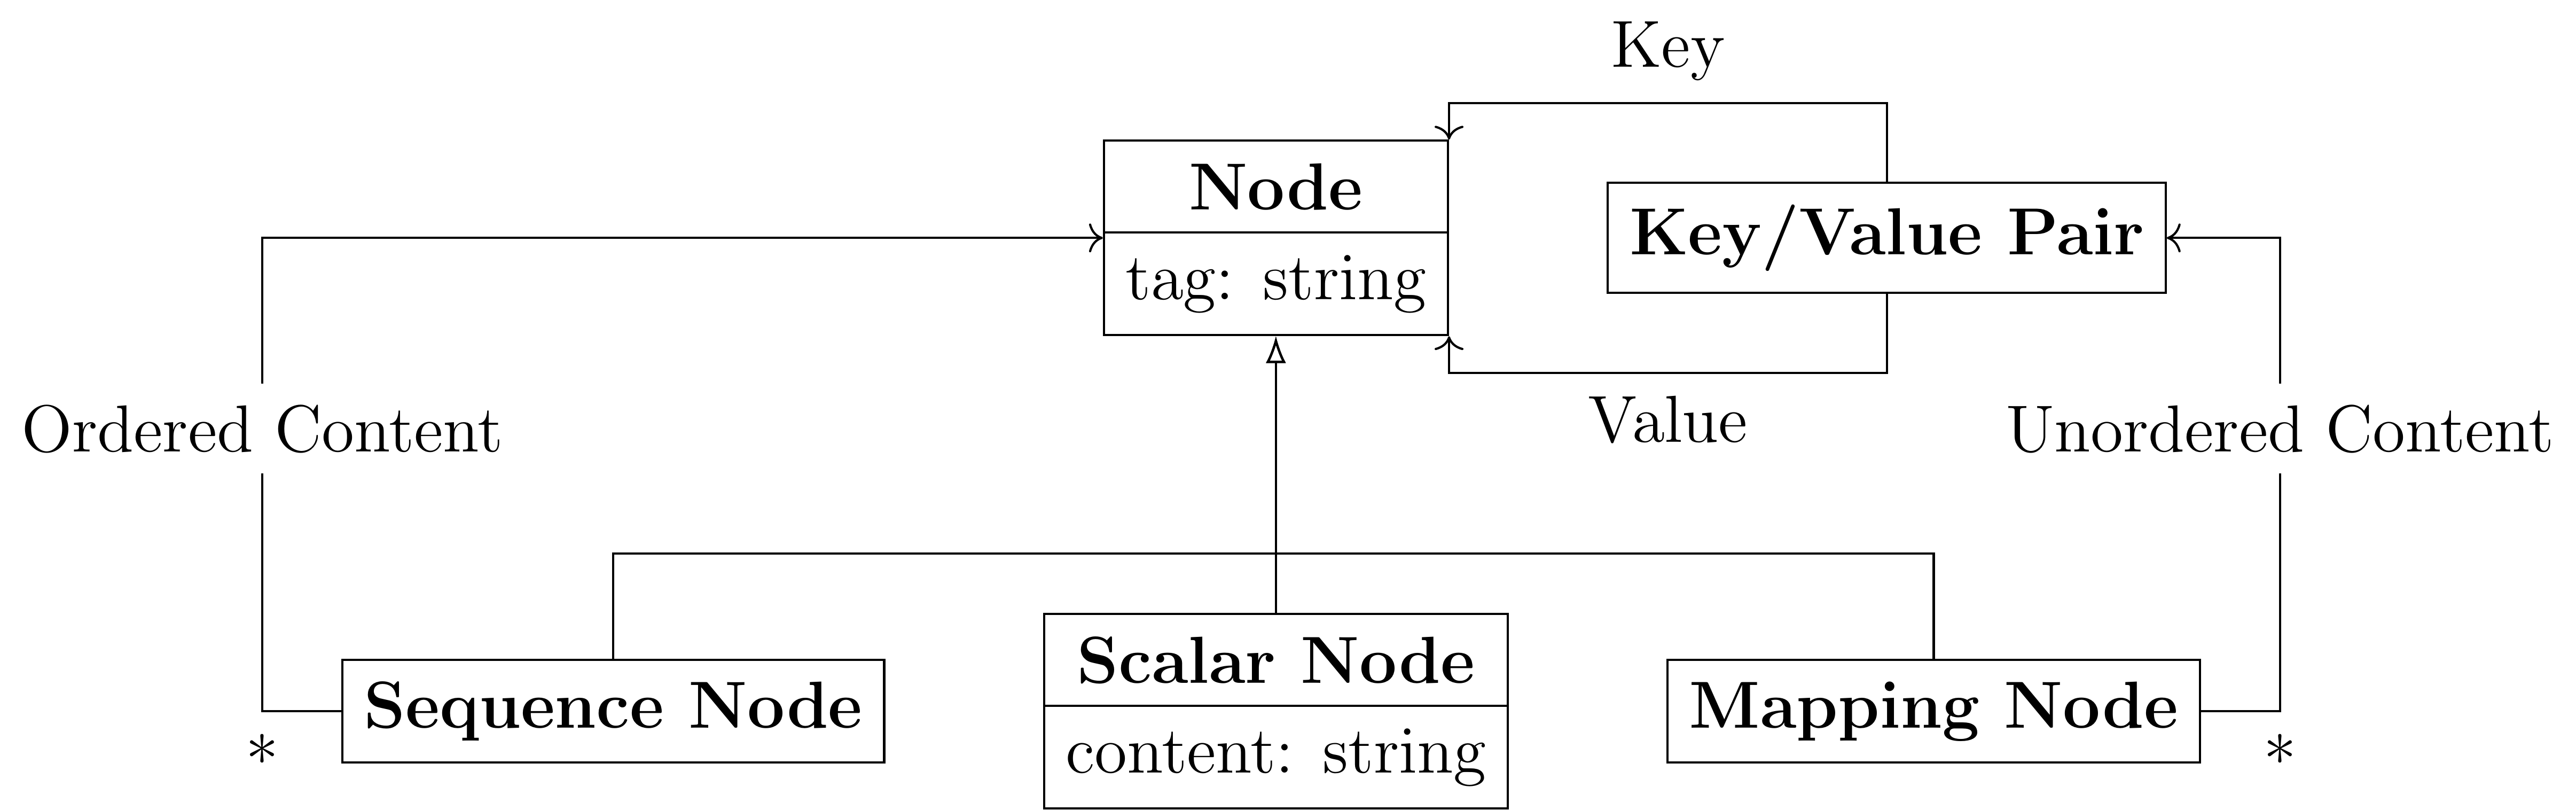 Key
Node
tag: string
Key/Value Pair
Value
Ordered Content
Unordered Content
Sequence Node
*
Scalar Node
content: string
Mapping Node
*